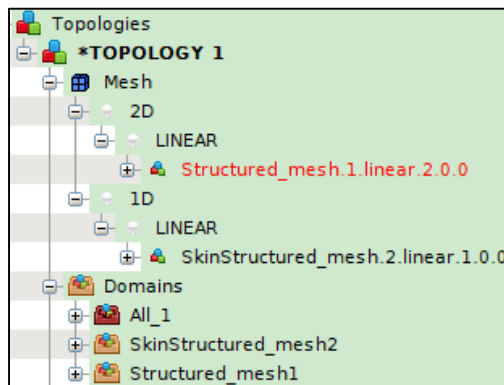 Topologies
*TOPOLOGY 1
Mesh
2D
LINEAR
Structured_mesh.1.linear.2.0.0
1D
LINEAR
SkinStructured_mesh.2.linear.1.0.0
Domains
All_1
SkinStructured_mesh2
Structured_mesh1